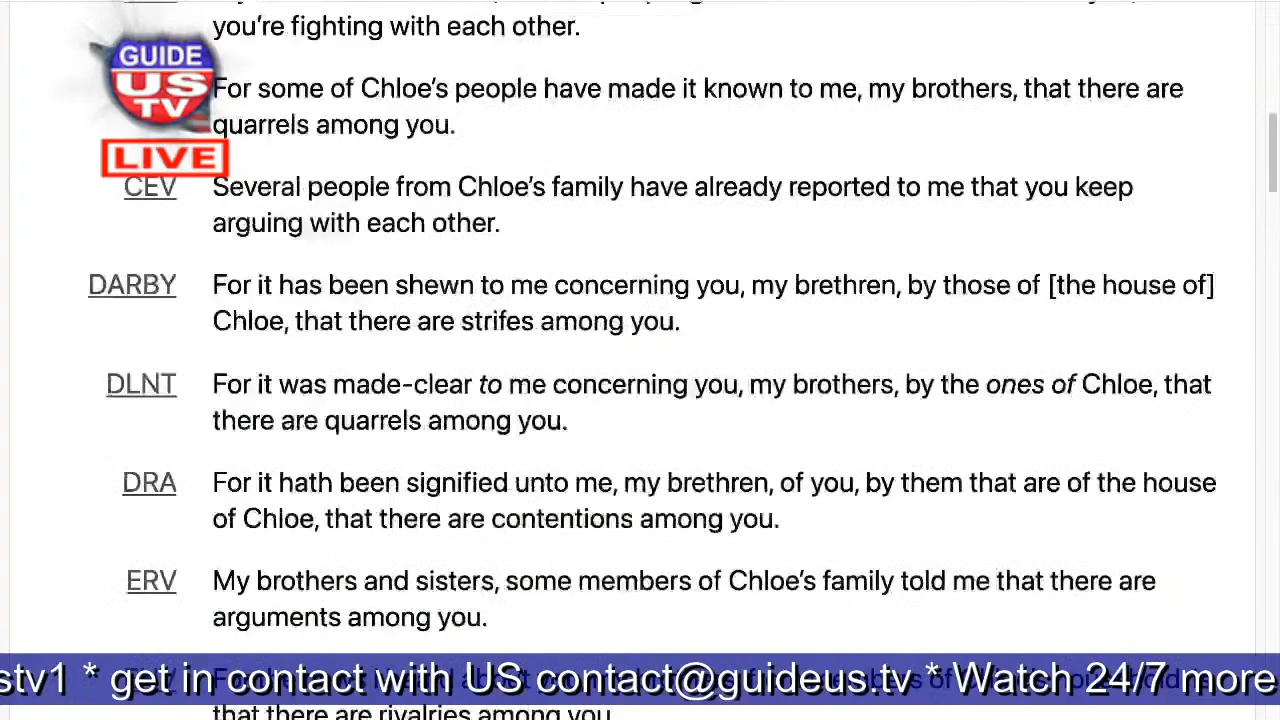 you're fighting with each other.
GUIDE
US
TV
LIVE
For some of Chloe's people have made it known to me, my brothers, that there are
quarrels among you.
CEV Several people from Chloe's family have already reported to me that you keep
arguing with each other.
DARBY For it has been shewn to me concerning you, my brethren, by those of [the house of]
Chloe, that there are strifes among you.
DLNT For it was made-clear to me concerning you, my brothers, by the ones of Chloe, that
there are quarrels among you.
DRA For it hath been signified unto me, my brethren, of you, by them that are of the house
of Chloe, that there are contentions among you.
ERV My brothers and sisters, some members of Chloe's family told me that there are
arguments among you.
stv1 * get in contact with US contact@guideus.tv * Watch 24/7 more
that there are rivalries among you